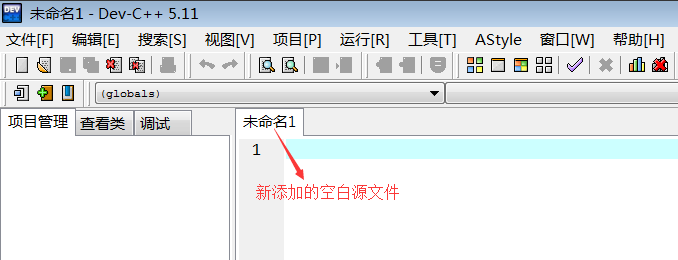 DEV
未命名1 - Dev-C++ 5.11
文件[F] 编辑[E] 搜索[S] 视图[V] 项目[P] 运行[R] 工具[T] AStyle 窗口[W] 帮助[H]
(globals)
项目管理 查看类 调试 未命名1
1
新添加的空白源文件